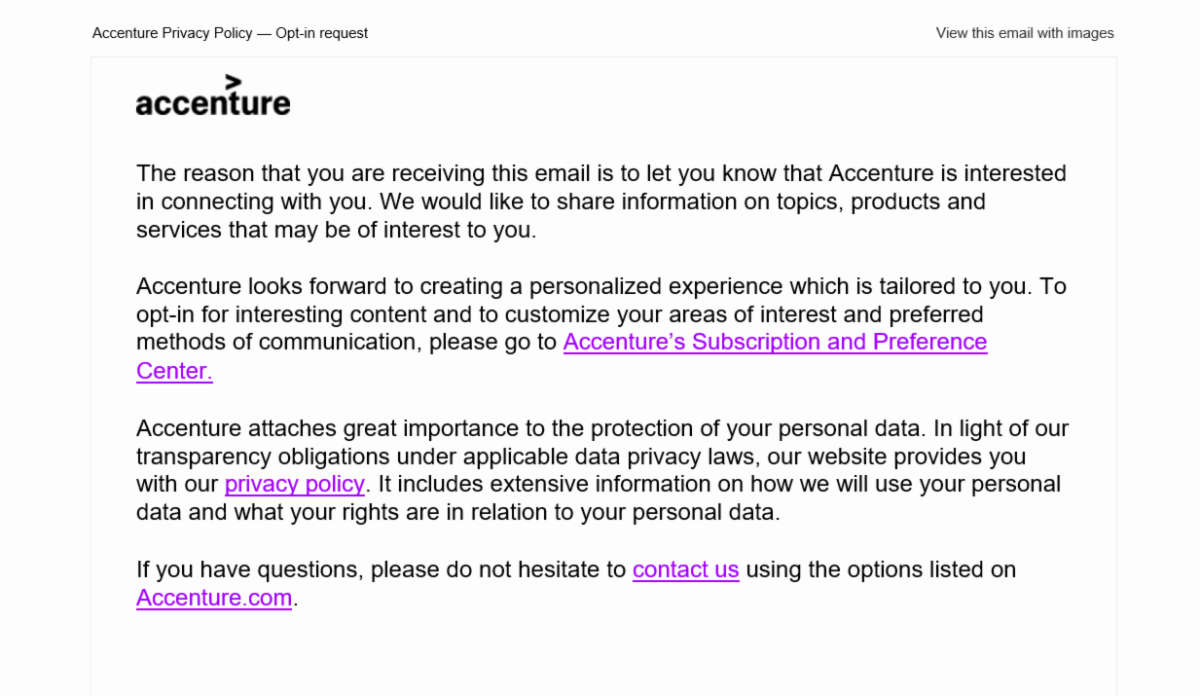 Accenture Privacy Policy — Opt-in request
View this email with images
accenture
The reason that you are receiving this email is to let you know that Accenture is interested
in connecting with you. We would like to share information on topics, products and
services that may be of interest to you.
Accenture looks forward to creating a personalized experience which is tailored to you. To
opt-in for interesting content and to customize your areas of interest and preferred
methods of communication, please go to Accenture’s Subscription and Preference
Center.
Accenture attaches great importance to the protection of your personal data. In light of our
transparency obligations under applicable data privacy laws, our website provides you
with our privacy policy. It includes extensive information on how we will use your personal
data and what your rights are in relation to your personal data.
If you have questions, please do not hesitate to contact us using the options listed on
Accenture.com.